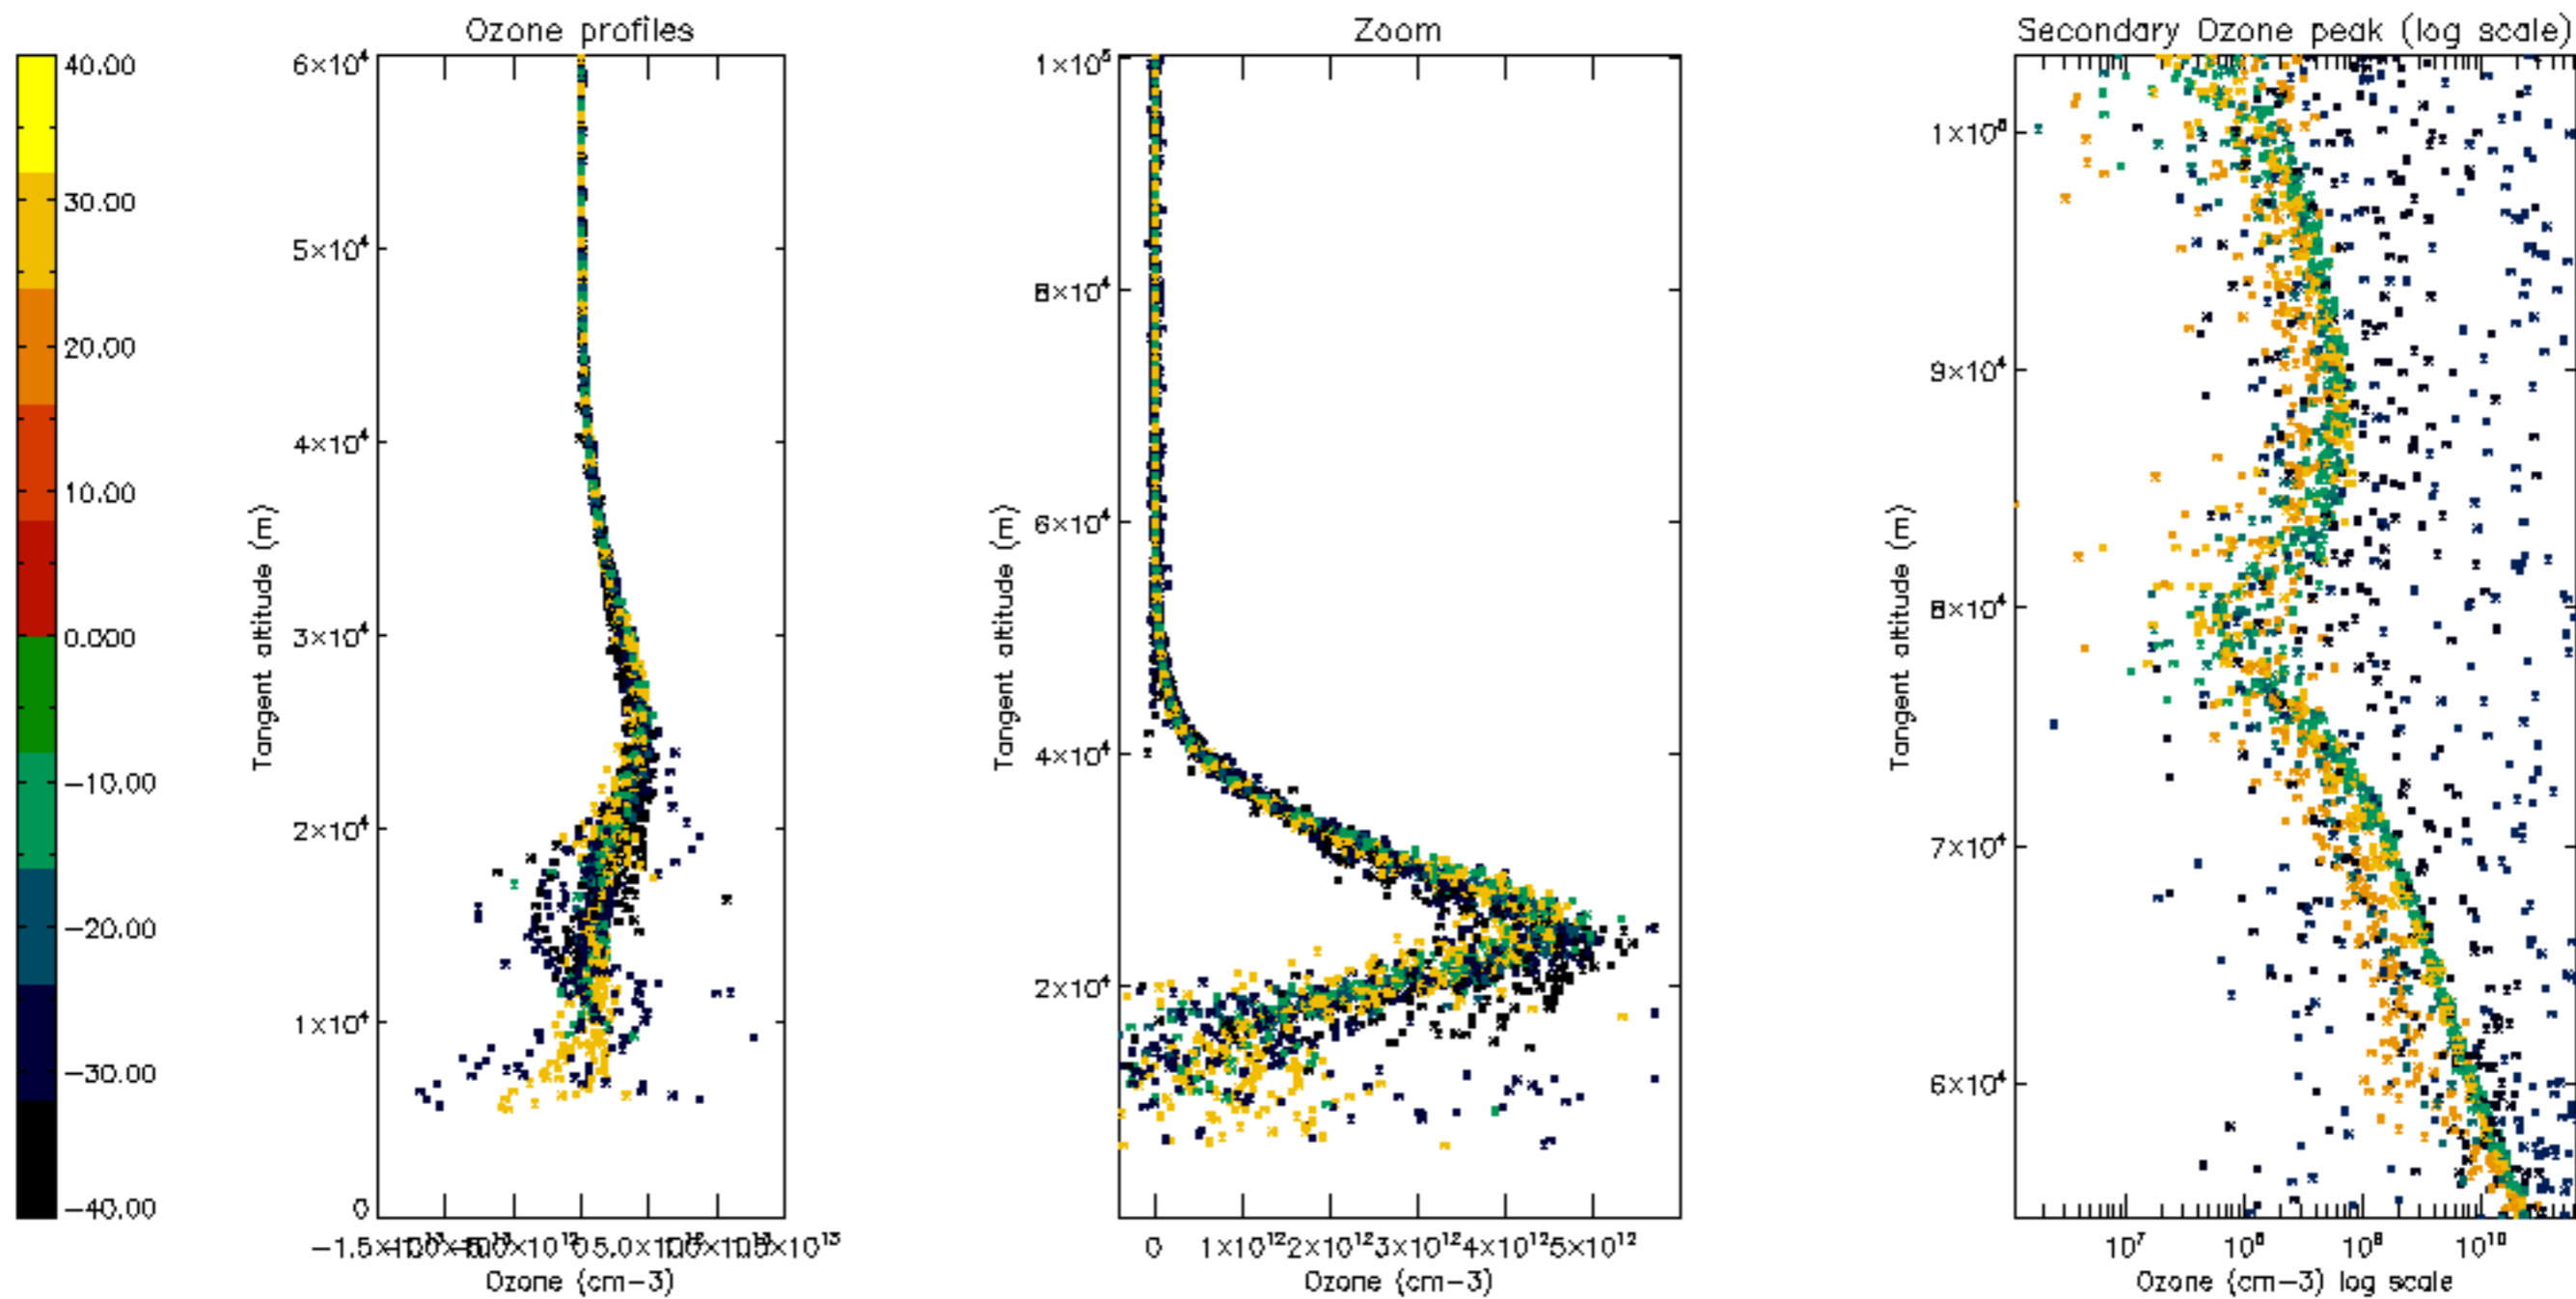 Ozone profiles
Zoom
Secondary Ozone peak (log scale)
40.00
30.00
20.00
10.00
0.00
-10.00
-20.00
-30.00
-40.00
Tangent altitude (m)
6×10⁴
5×10⁴
4×10⁴
3×10⁴
2×10⁴
1×10⁴
0
Ozone (cm-3)
Tangent altitude (m)
1×10⁵
8×10⁴
6×10⁴
4×10⁴
2×10⁴
0 1×10¹² 2×10¹² 3×10¹² 4×10¹² 5×10¹²
Ozone (cm-3)
Tangent altitude (m)
1×10⁵
9×10⁴
8×10⁴
7×10⁴
6×10⁴
10⁷ 10⁸ 10⁹ 10¹⁰
Ozone (cm-3) log scale